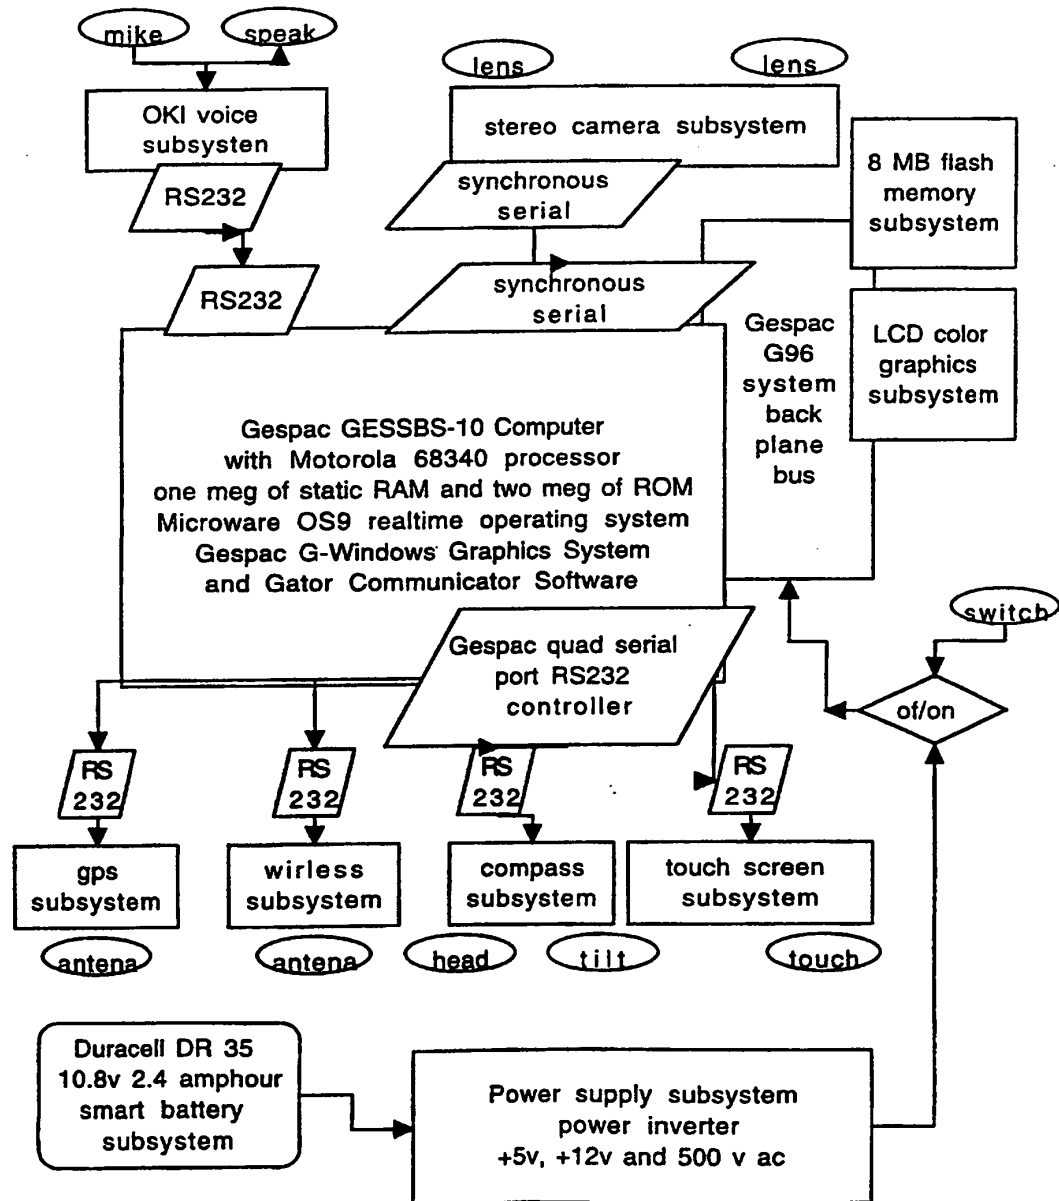 mike
speak
lens
lens
OKI voice
subsysten
stereo camera subsystem
8 MB flash
memory
subsystem
RS232
synchronous
serial
RS232
synchronous
serial
Gespac
G96
system
back
plane
bus
LCD color
graphics
subsystem
Gespac GESSBS-10 Computer
with Motorola 68340 processor
one meg of static RAM and two meg of ROM
Microware OS9 realtime operating system
Gespac G-Windows Graphics System
and Gator Communicator Software
switch
Gespac quad serial
port RS232
controller
of/on
RS
232
RS
232
RS
232
RS
232
gps
subsystem
wirless
subsystem
compass
subsystem
touch screen
subsystem
antena
antena
head
tilt
touch
Duracell DR 35
10.8v 2.4 amphour
smart battery
subsystem
Power supply subsystem
power inverter
+5v, +12v and 500 v ac